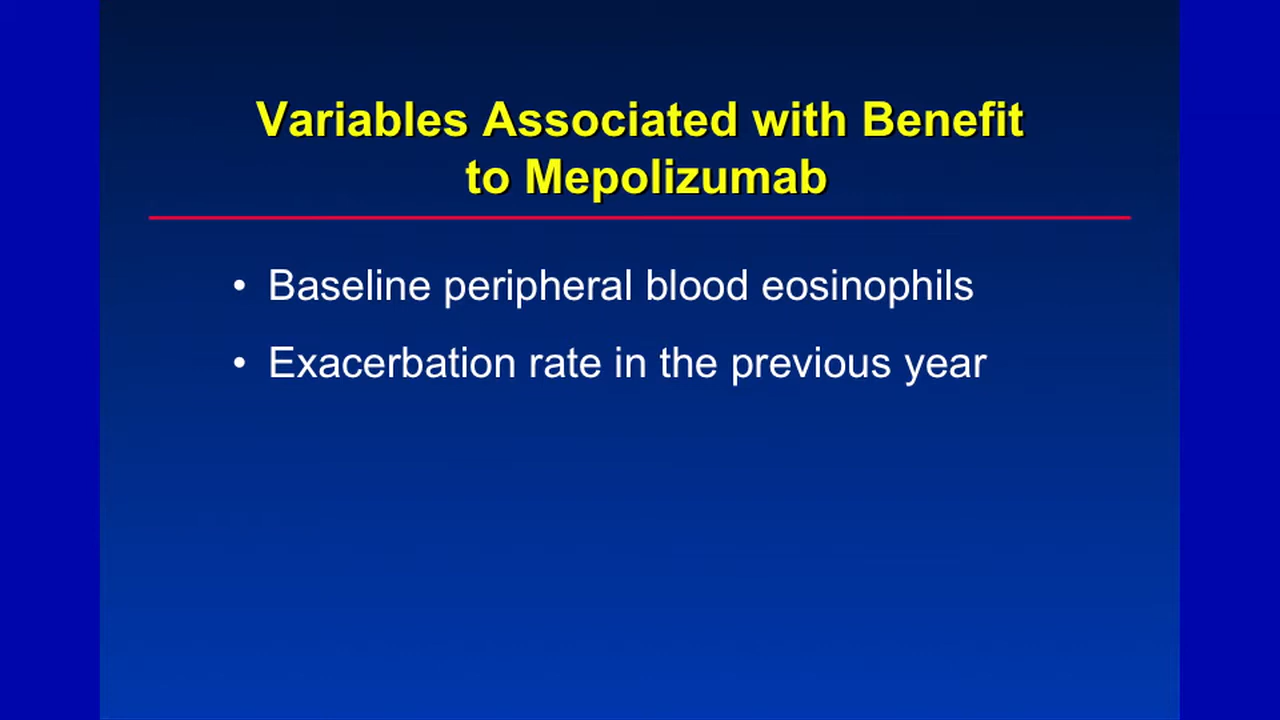 Variables Associated with Benefit
to Mepolizumab
• Baseline peripheral blood eosinophils
• Exacerbation rate in the previous year